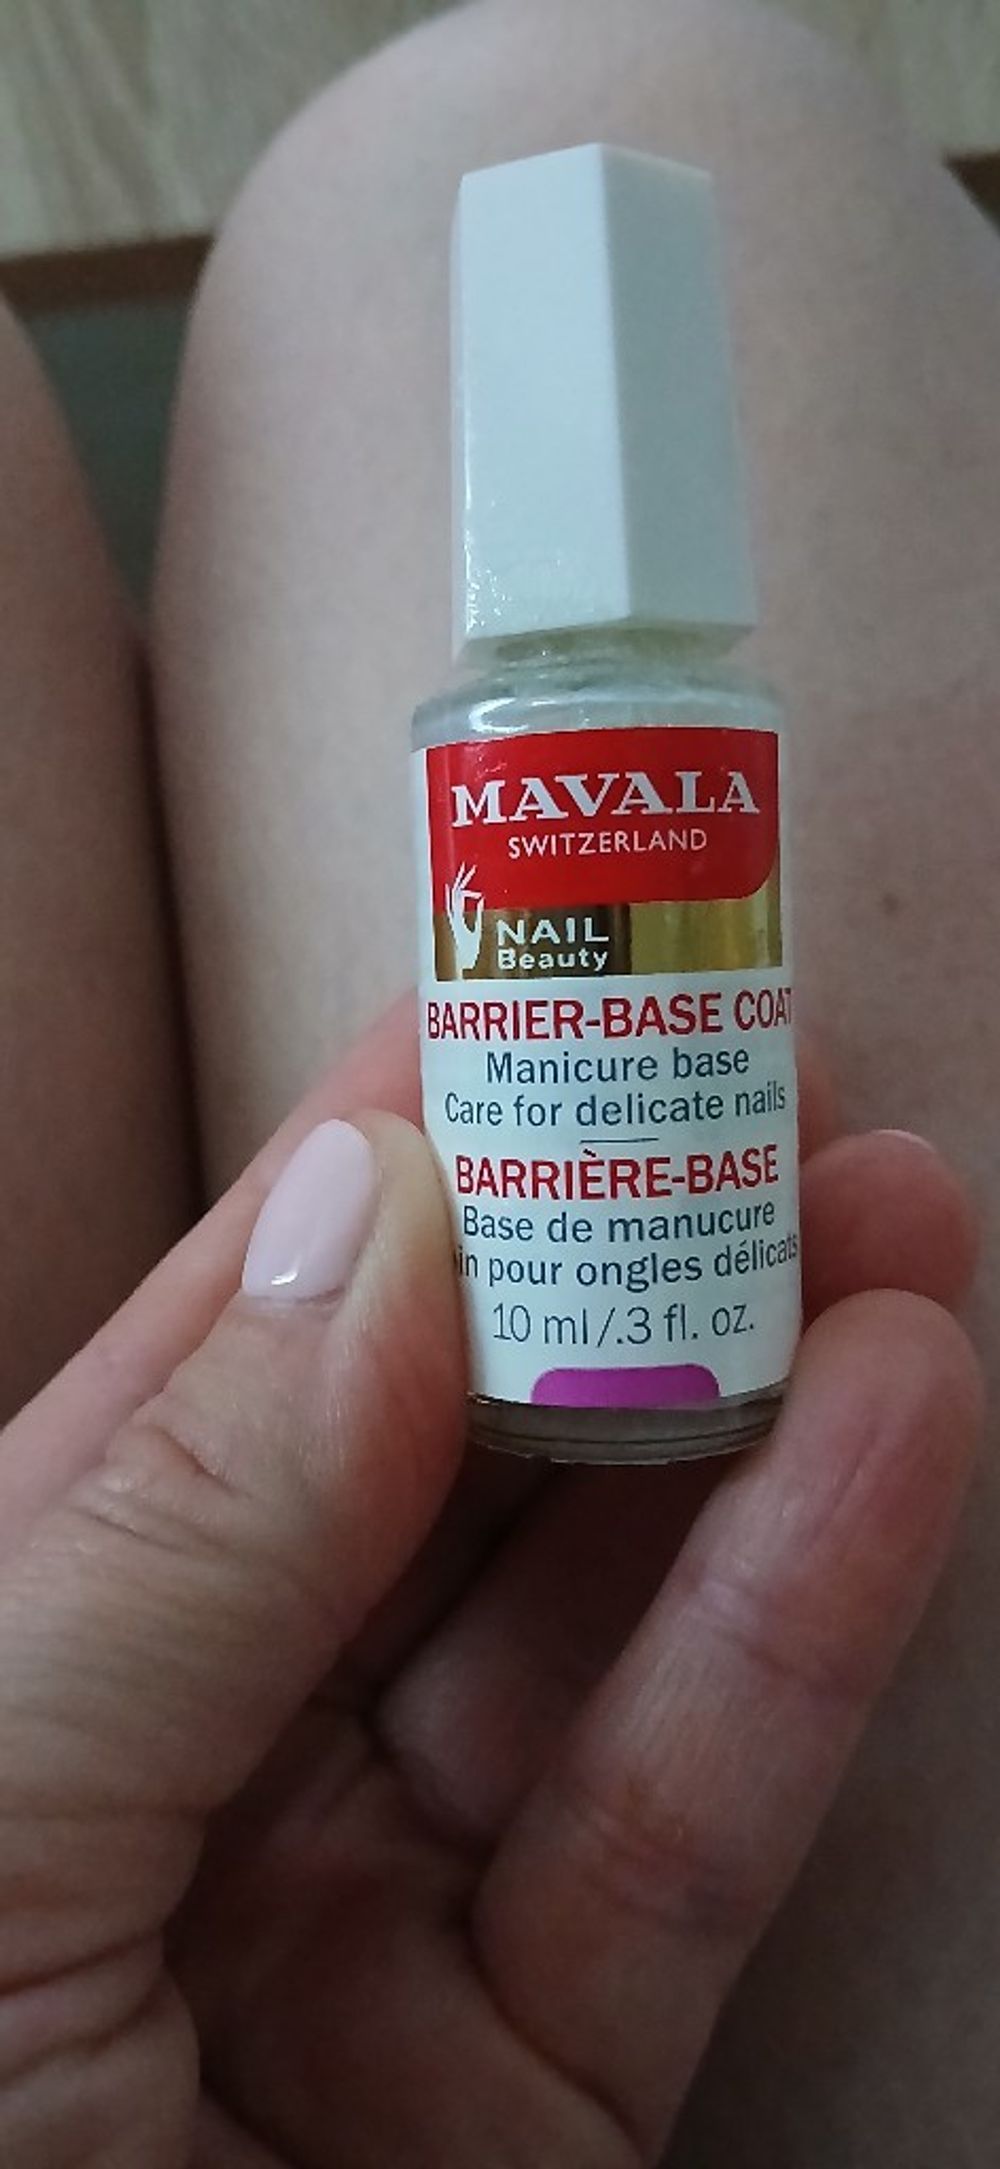 MAVALA
SWITZERLAND
NAIL
Beauty
BARRIER-BASE COAT
Manicure base
Care for delicate nails
BARRIÈRE-BASE
Base de manucure
pour ongles délicats
10 ml/.3 fl. oz.